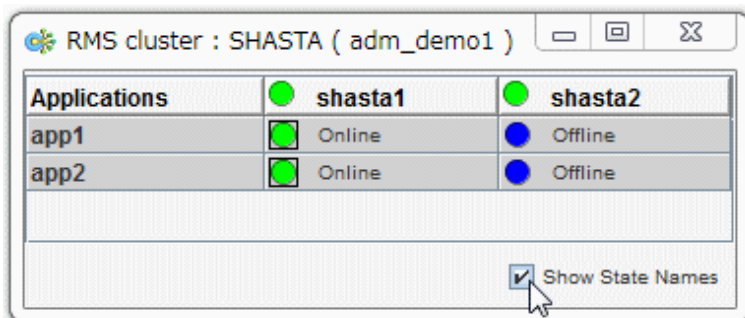 RMS cluster : SHASTA ( adm_demo1 )
Applications shasta1 shasta2
app1 Online Offline
app2 Online Offline
Show State Names